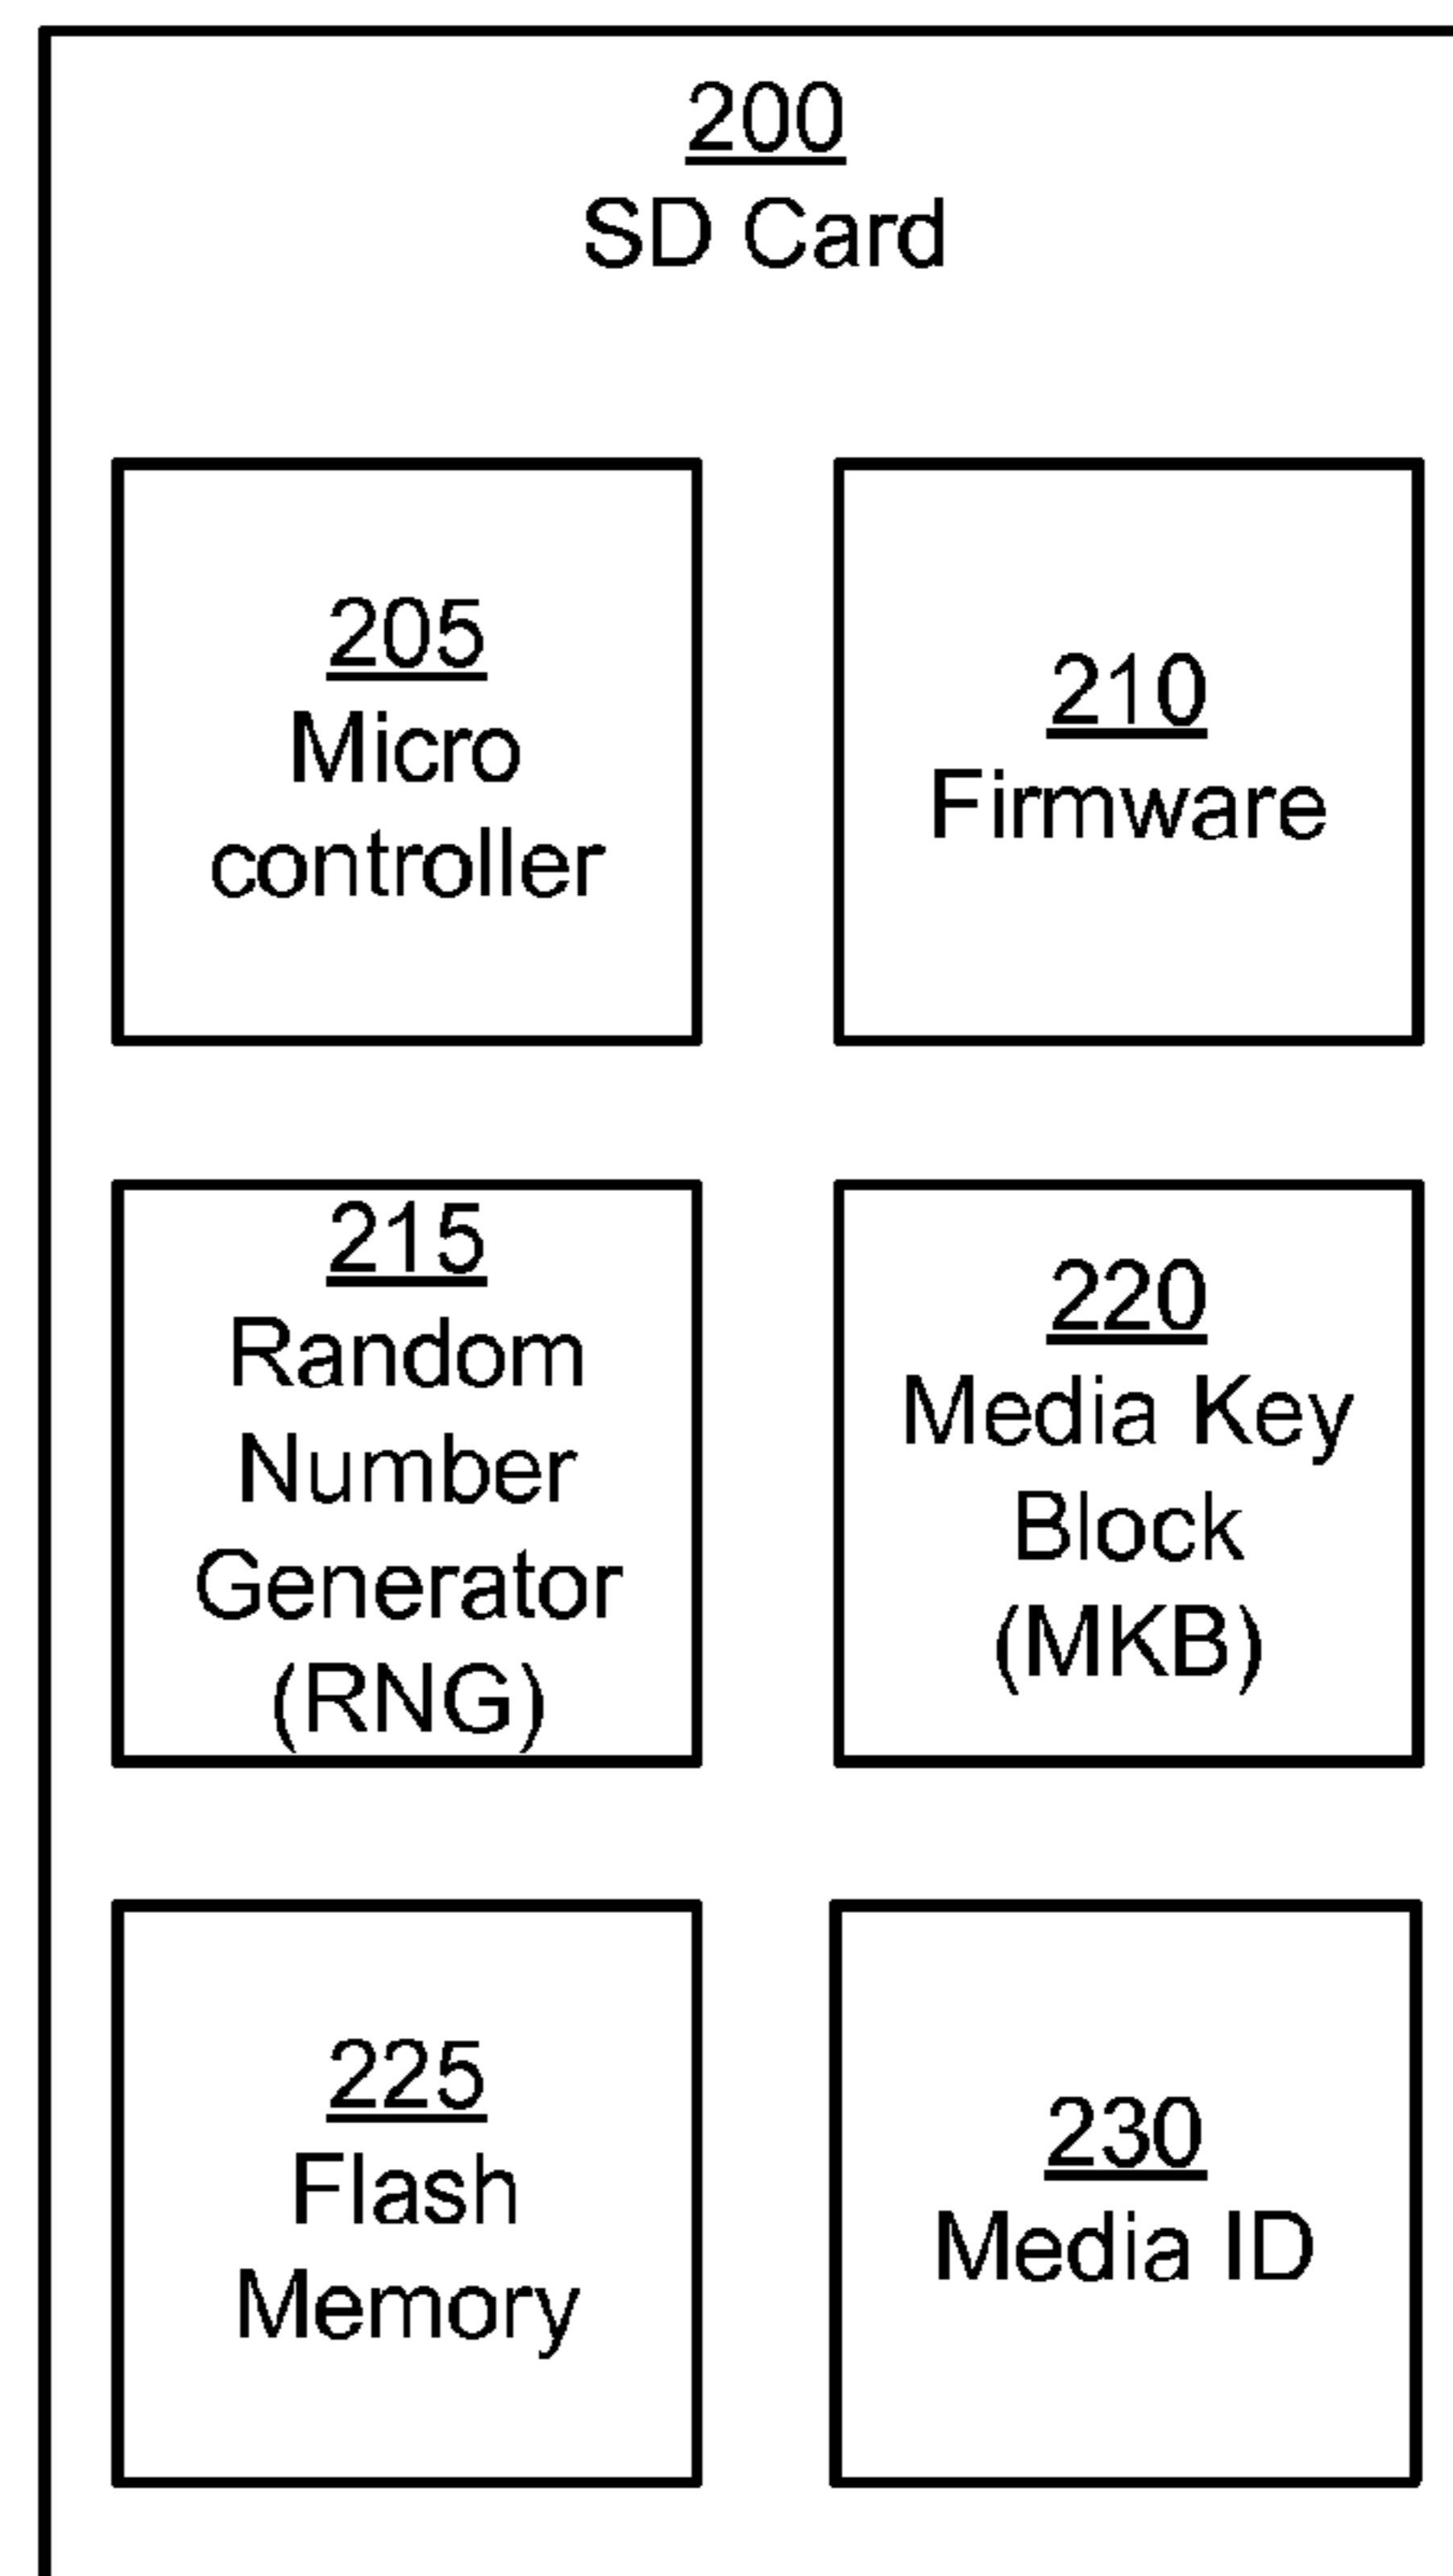 200
SD Card
205
Micro
controller
210
Firmware
215
Random
Number
Generator
(RNG)
220
Media Key
Block
(MKB)
225
Flash
Memory
230
Media ID